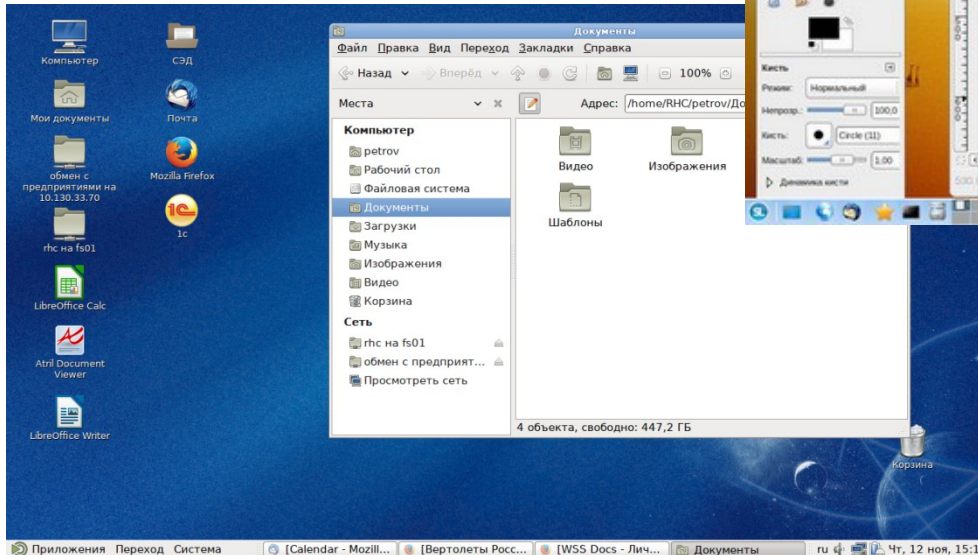 Компьютер
СЭД
Мои документы
Почта
обмен с
предприятиями на
10.130.33.70
Mozilla Firefox
rhc на fs01
1c
LibreOffice Calc
Atril Document
Viewer
LibreOffice Writer
Корзина
Документы
Файл Правка Вид Переход Закладки Справка
Назад Вперёд 100%
Места
Адрес: /home/RHC/petrov/До
Компьютер
petrov
Рабочий стол
Файловая система
Документы
Загрузки
Музыка
Изображения
Видео
Корзина
Сеть
rhc на fs01
обмен с предприят...
Просмотреть сеть
Видео
Изображения
Шаблоны
4 объекта, свободно: 447,2 ГБ
Кисть
Режим: Нормальный
Непрозр.: 100,0
Кисть: Circle (11)
Масштаб: 1,00
Динамика кисти
Приложения Переход Система [Calendar - Mozill... [Вертолеты Росс... [WSS Docs - Лич... Документы ru Чт, 12 ноя, 15: